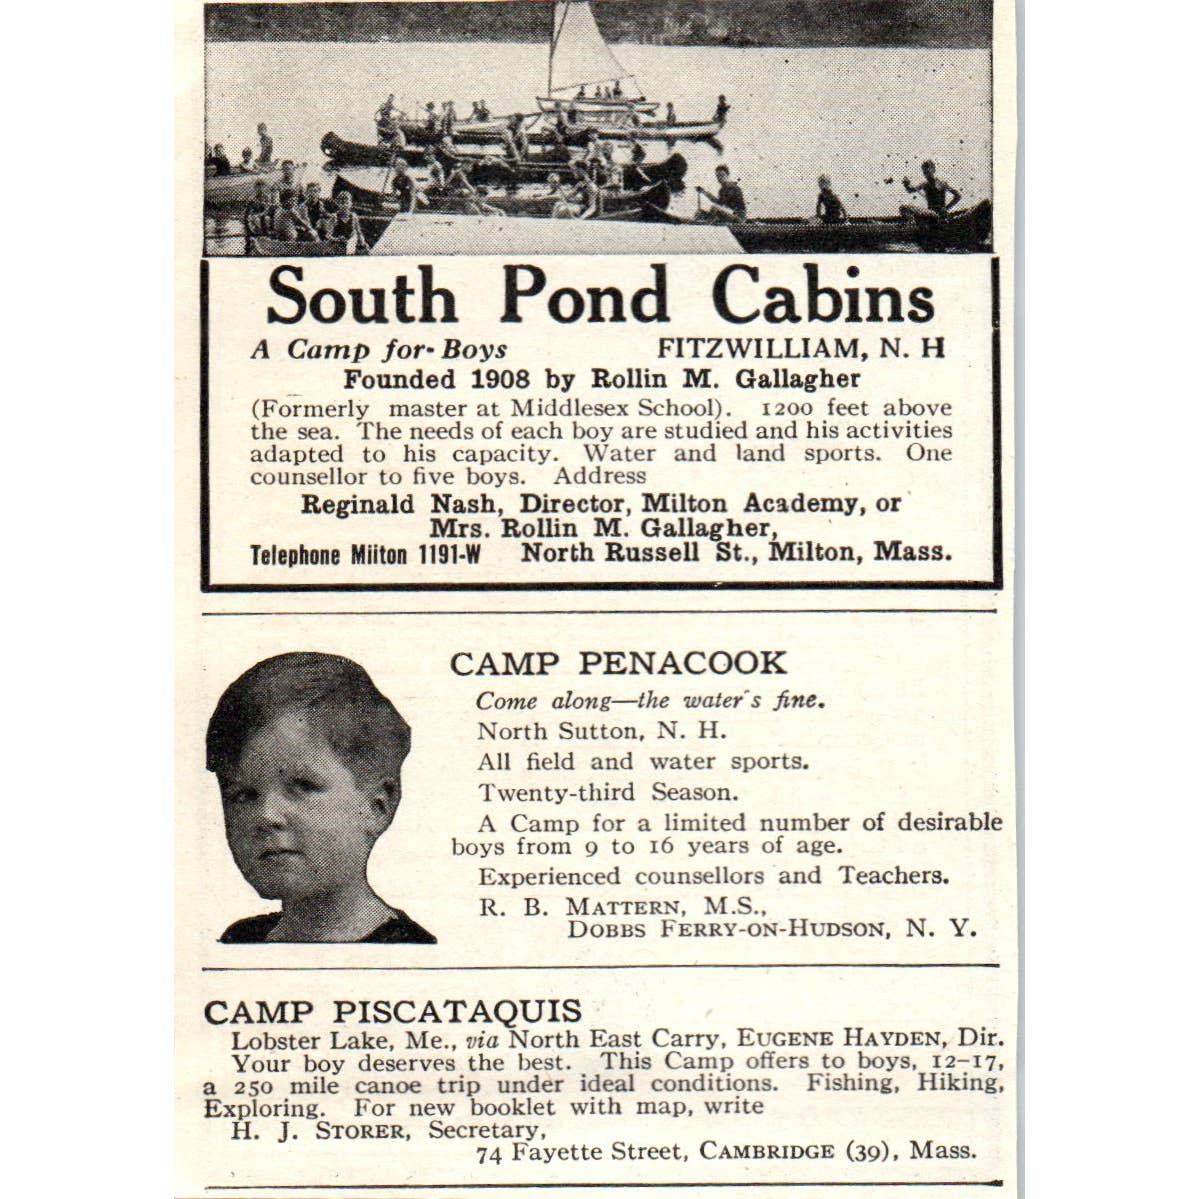 South Pond Cabins
A Camp for Boys FITZWILLIAM, N. H
Founded 1908 by Rollin M. Gallagher
(Formerly master at Middlesex School). 1200 feet above
the sea. The needs of each boy are studied and his activities
adapted to his capacity. Water and land sports. One
counsellor to five boys. Address
Reginald Nash, Director, Milton Academy, or
Mrs. Rollin M. Gallagher,
Telephone Miiton 1191-W North Russell St., Milton, Mass.
CAMP PENACOOK
Come along—the water's fine.
North Sutton, N. H.
All field and water sports.
Twenty-third Season.
A Camp for a limited number of desirable
boys from 9 to 16 years of age.
Experienced counsellors and Teachers.
R. B. MATTERN, M.S.,
DOBBS FERRY-ON-HUDSON, N. Y.
CAMP PISCATAQUIS
Lobster Lake, Me., via North East Carry, EUGENE HAYDEN, Dir.
Your boy deserves the best. This Camp offers to boys, 12–17,
a 250 mile canoe trip under ideal conditions. Fishing, Hiking,
Exploring. For new booklet with map, write
H. J. STORER, Secretary,
74 Fayette Street, CAMBRIDGE (39), Mass.